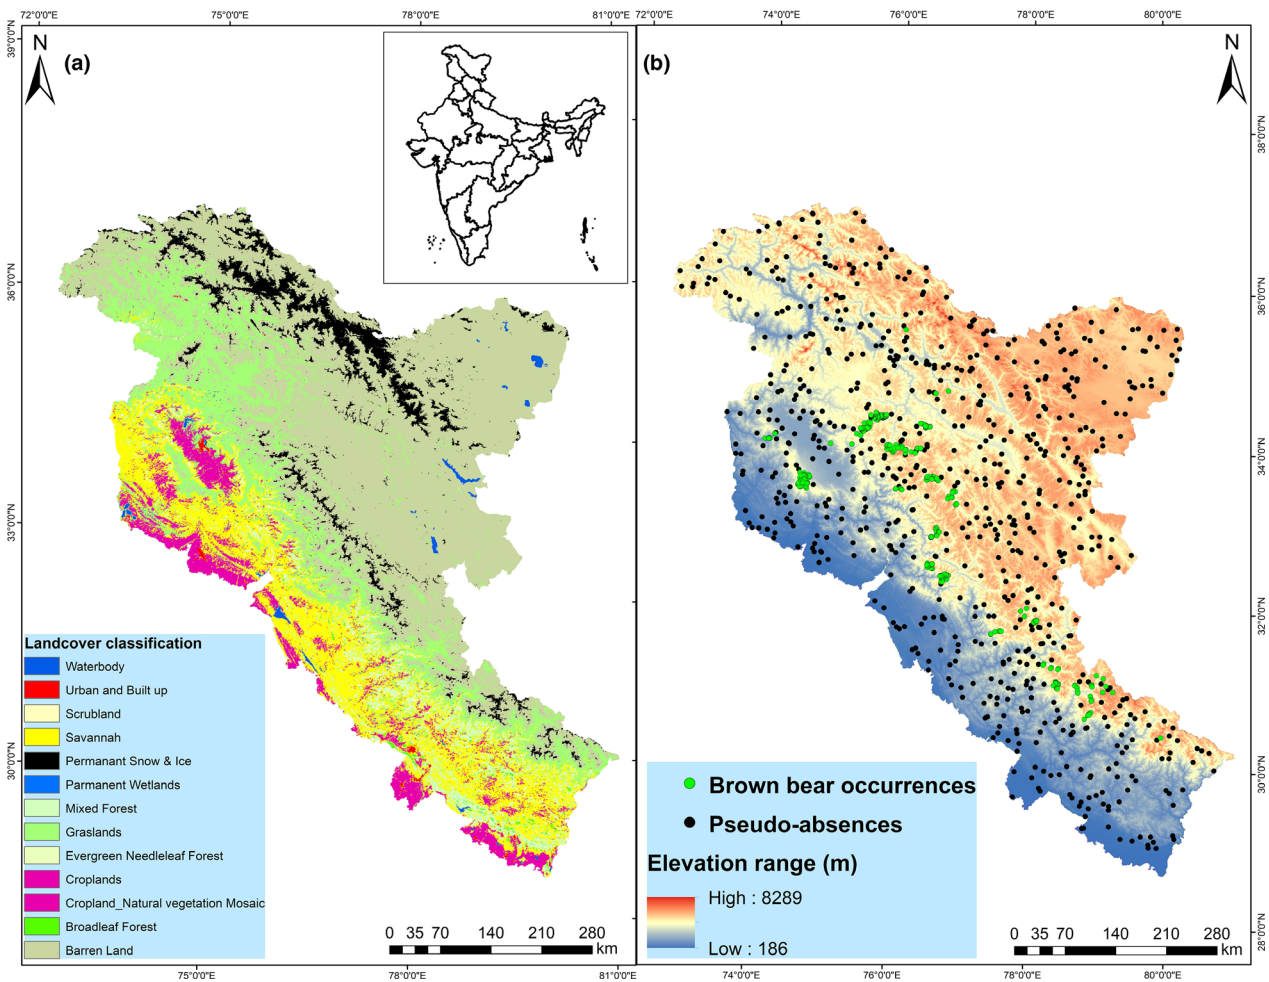 72°0'0"E 75°0'0"E 78°0'0"E 81°0'0"E 72°0'0"E 74°0'0"E 76°0'0"E 78°0'0"E 80°0'0"E
39°0'0"N
36°0'0"N
33°0'0"N
30°0'0"N
N
(a)
Landcover classification
Waterbody
Urban and Built up
Scrubland
Savannah
Permanant Snow & Ice
Parmanent Wetlands
Mixed Forest
Graslands
Evergreen Needleleaf Forest
Croplands
Cropland_Natural vegetation Mosaic
Broadleaf Forest
Barren Land
0 35 70 140 210 280
km
75°0'0"E 78°0'0"E 81°0'0"E
(b)
N
38°0'0"N
36°0'0"N
34°0'0"N
32°0'0"N
30°0'0"N
28°0'0"N
Brown bear occurrences
Pseudo-absences
Elevation range (m)
High : 8289
Low : 186
0 35 70 140 210 280
km
74°0'0"E 76°0'0"E 78°0'0"E 80°0'0"E